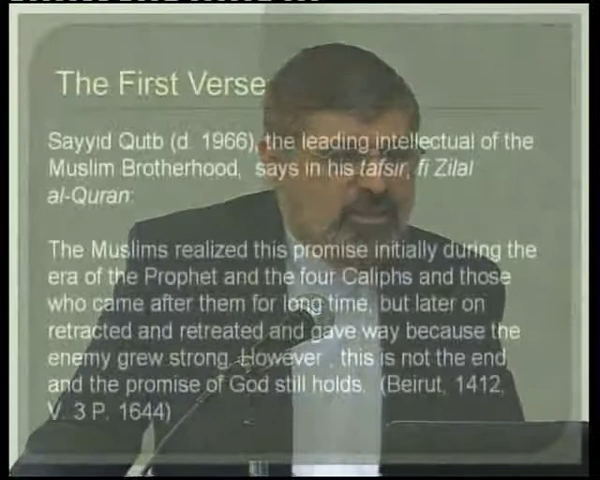 The First Verse
Sayyid Qutb (d. 1966), the leading intellectual of the
Muslim Brotherhood, says in his tafsir, fi Zilal
al-Quran:
The Muslims realized this promise initially during the
era of the Prophet and the four Caliphs and those
who came after them for long time, but later on
retracted and retreated and gave way because the
enemy grew strong. However , this is not the end
and the promise of God still holds. (Beirut, 1412,
V. 3 P. 1644)